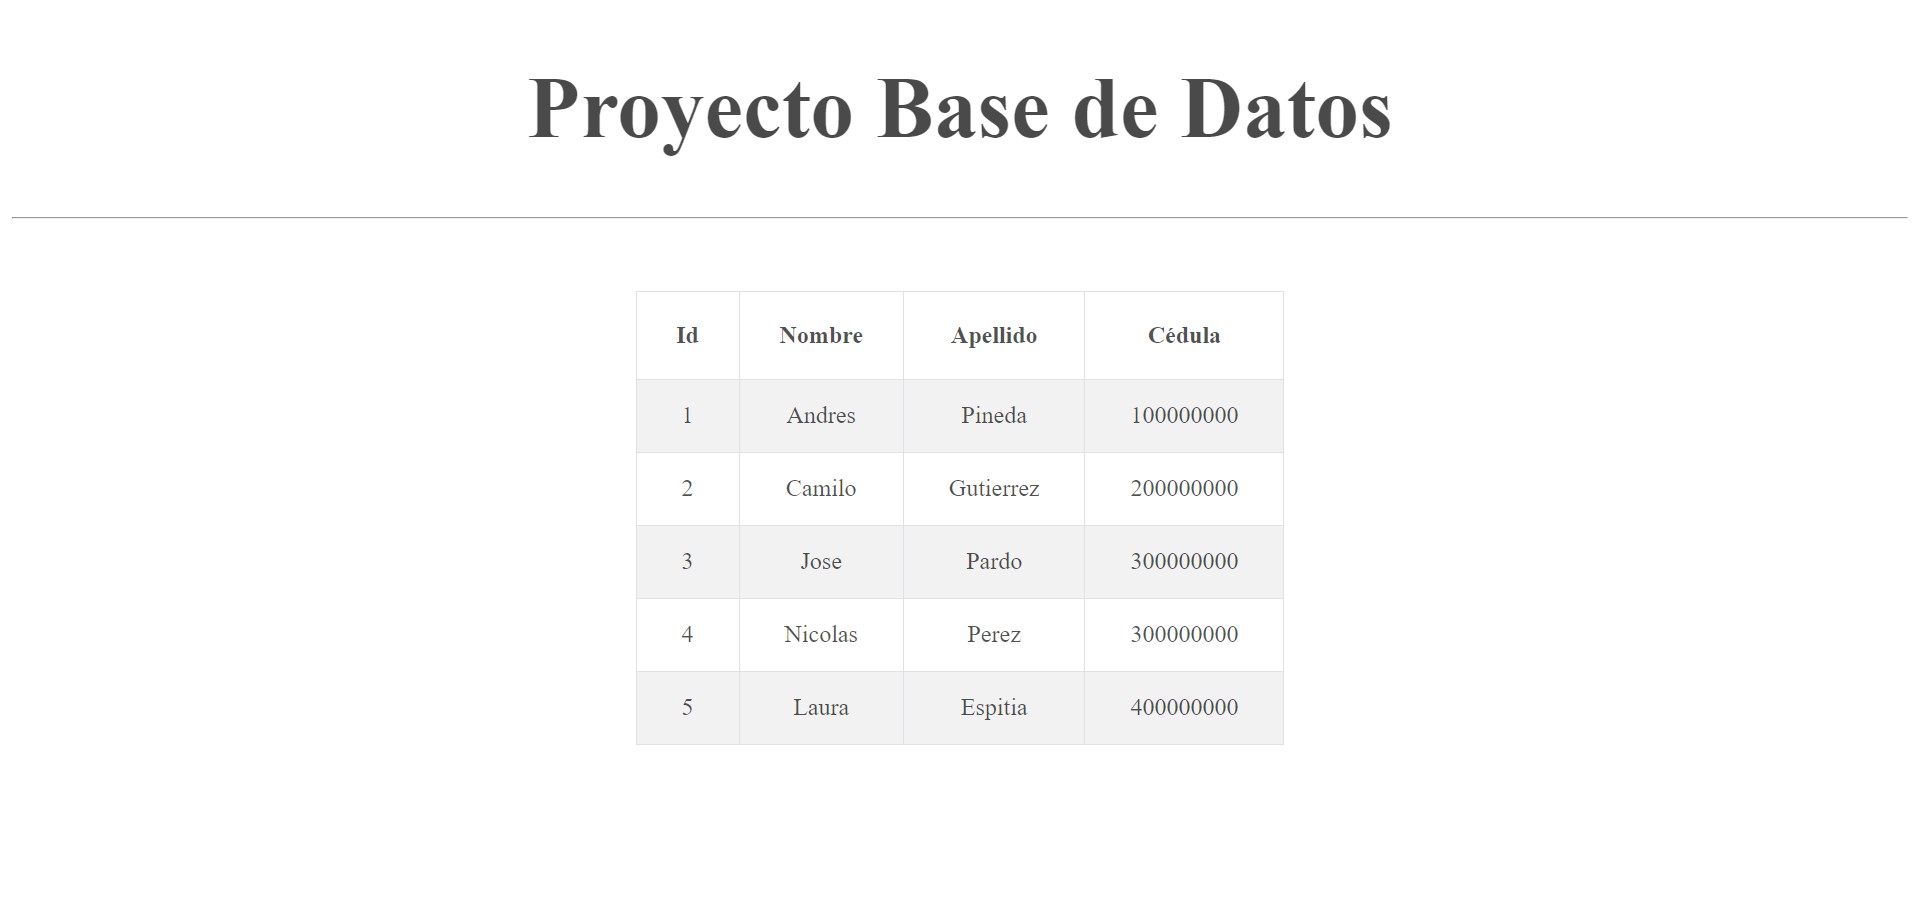 Proyecto Base de Datos
Id Nombre Apellido Cédula
1 Andres Pineda 100000000
2 Camilo Gutierrez 200000000
3 Jose Pardo 300000000
4 Nicolas Perez 300000000
5 Laura Espitia 400000000